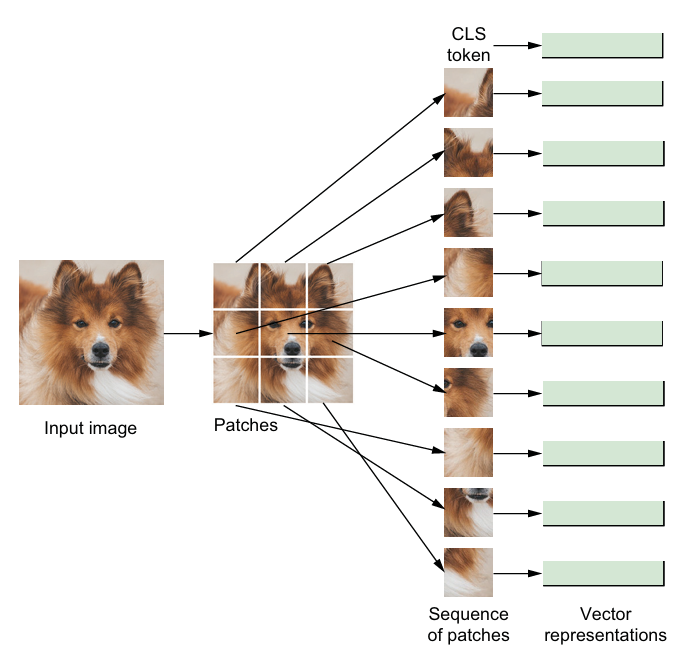 CLS
token
Input image
Patches
Sequence
of patches
Vector
representations